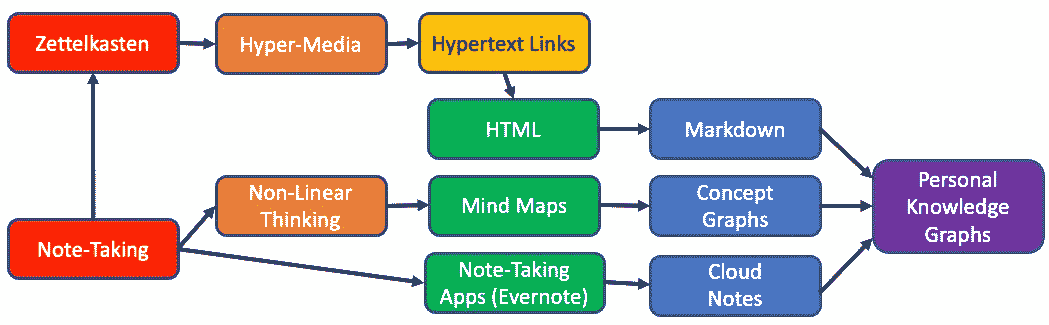 Zettelkasten
Hyper-Media
Hypertext Links
HTML
Markdown
Non-Linear
Thinking
Mind Maps
Concept
Graphs
Personal
Knowledge
Graphs
Note-Taking
Note-Taking
Apps (Evernote)
Cloud
Notes